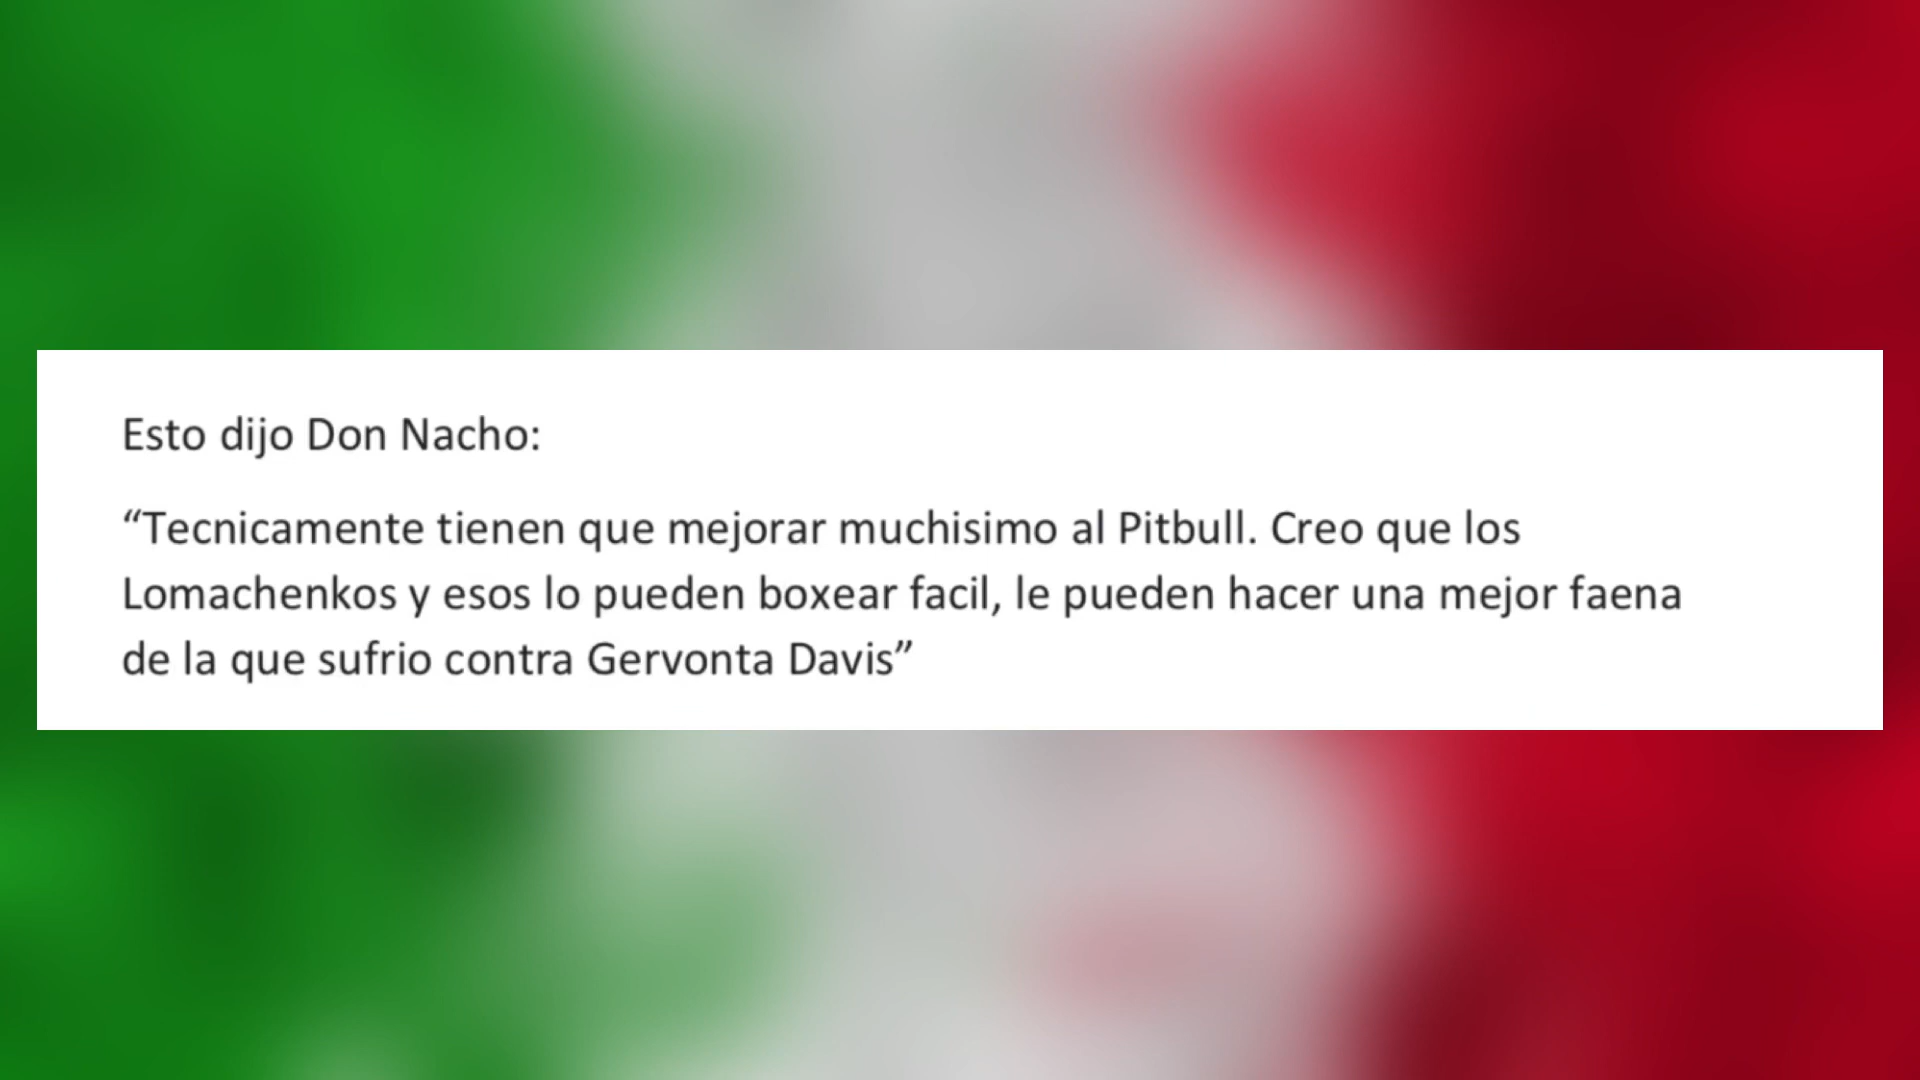 Esto dijo Don Nacho:
“Tecnicamente tienen que mejorar muchisimo al Pitbull. Creo que los
Lomachenkos y esos lo pueden boxear facil, le pueden hacer una mejor faena
de la que sufrio contra Gervonta Davis”